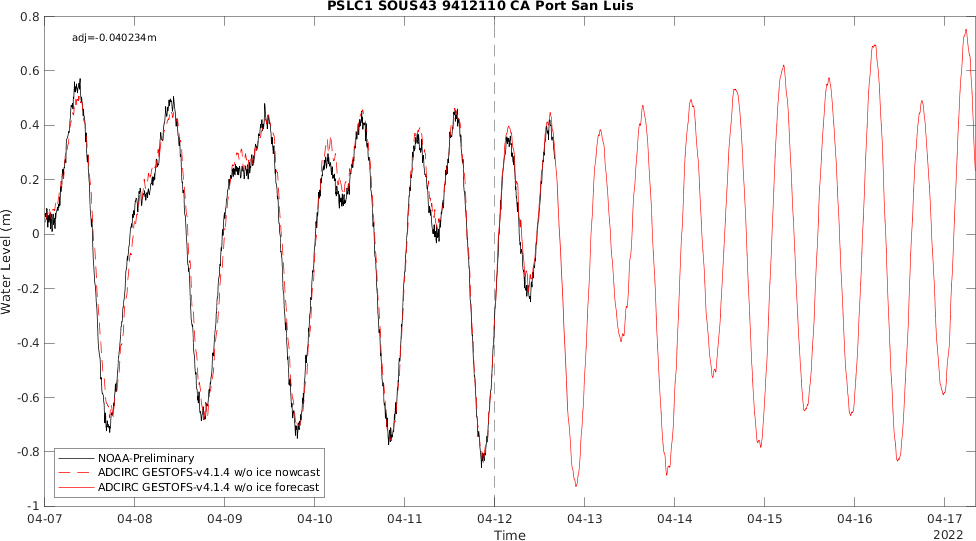 PSLC1 SOUS43 9412110 CA Port San Luis
adj=-0.040234m
0.8
0.6
0.4
0.2
0
-0.2
-0.4
-0.6
-0.8
-1
Water Level (m)
NOAA-Preliminary
ADCIRC GESTOFS-v4.1.4 w/o ice nowcast
ADCIRC GESTOFS-v4.1.4 w/o ice forecast
04-07 04-08 04-09 04-10 04-11 04-12 04-13 04-14 04-15 04-16 04-17
Time
2022